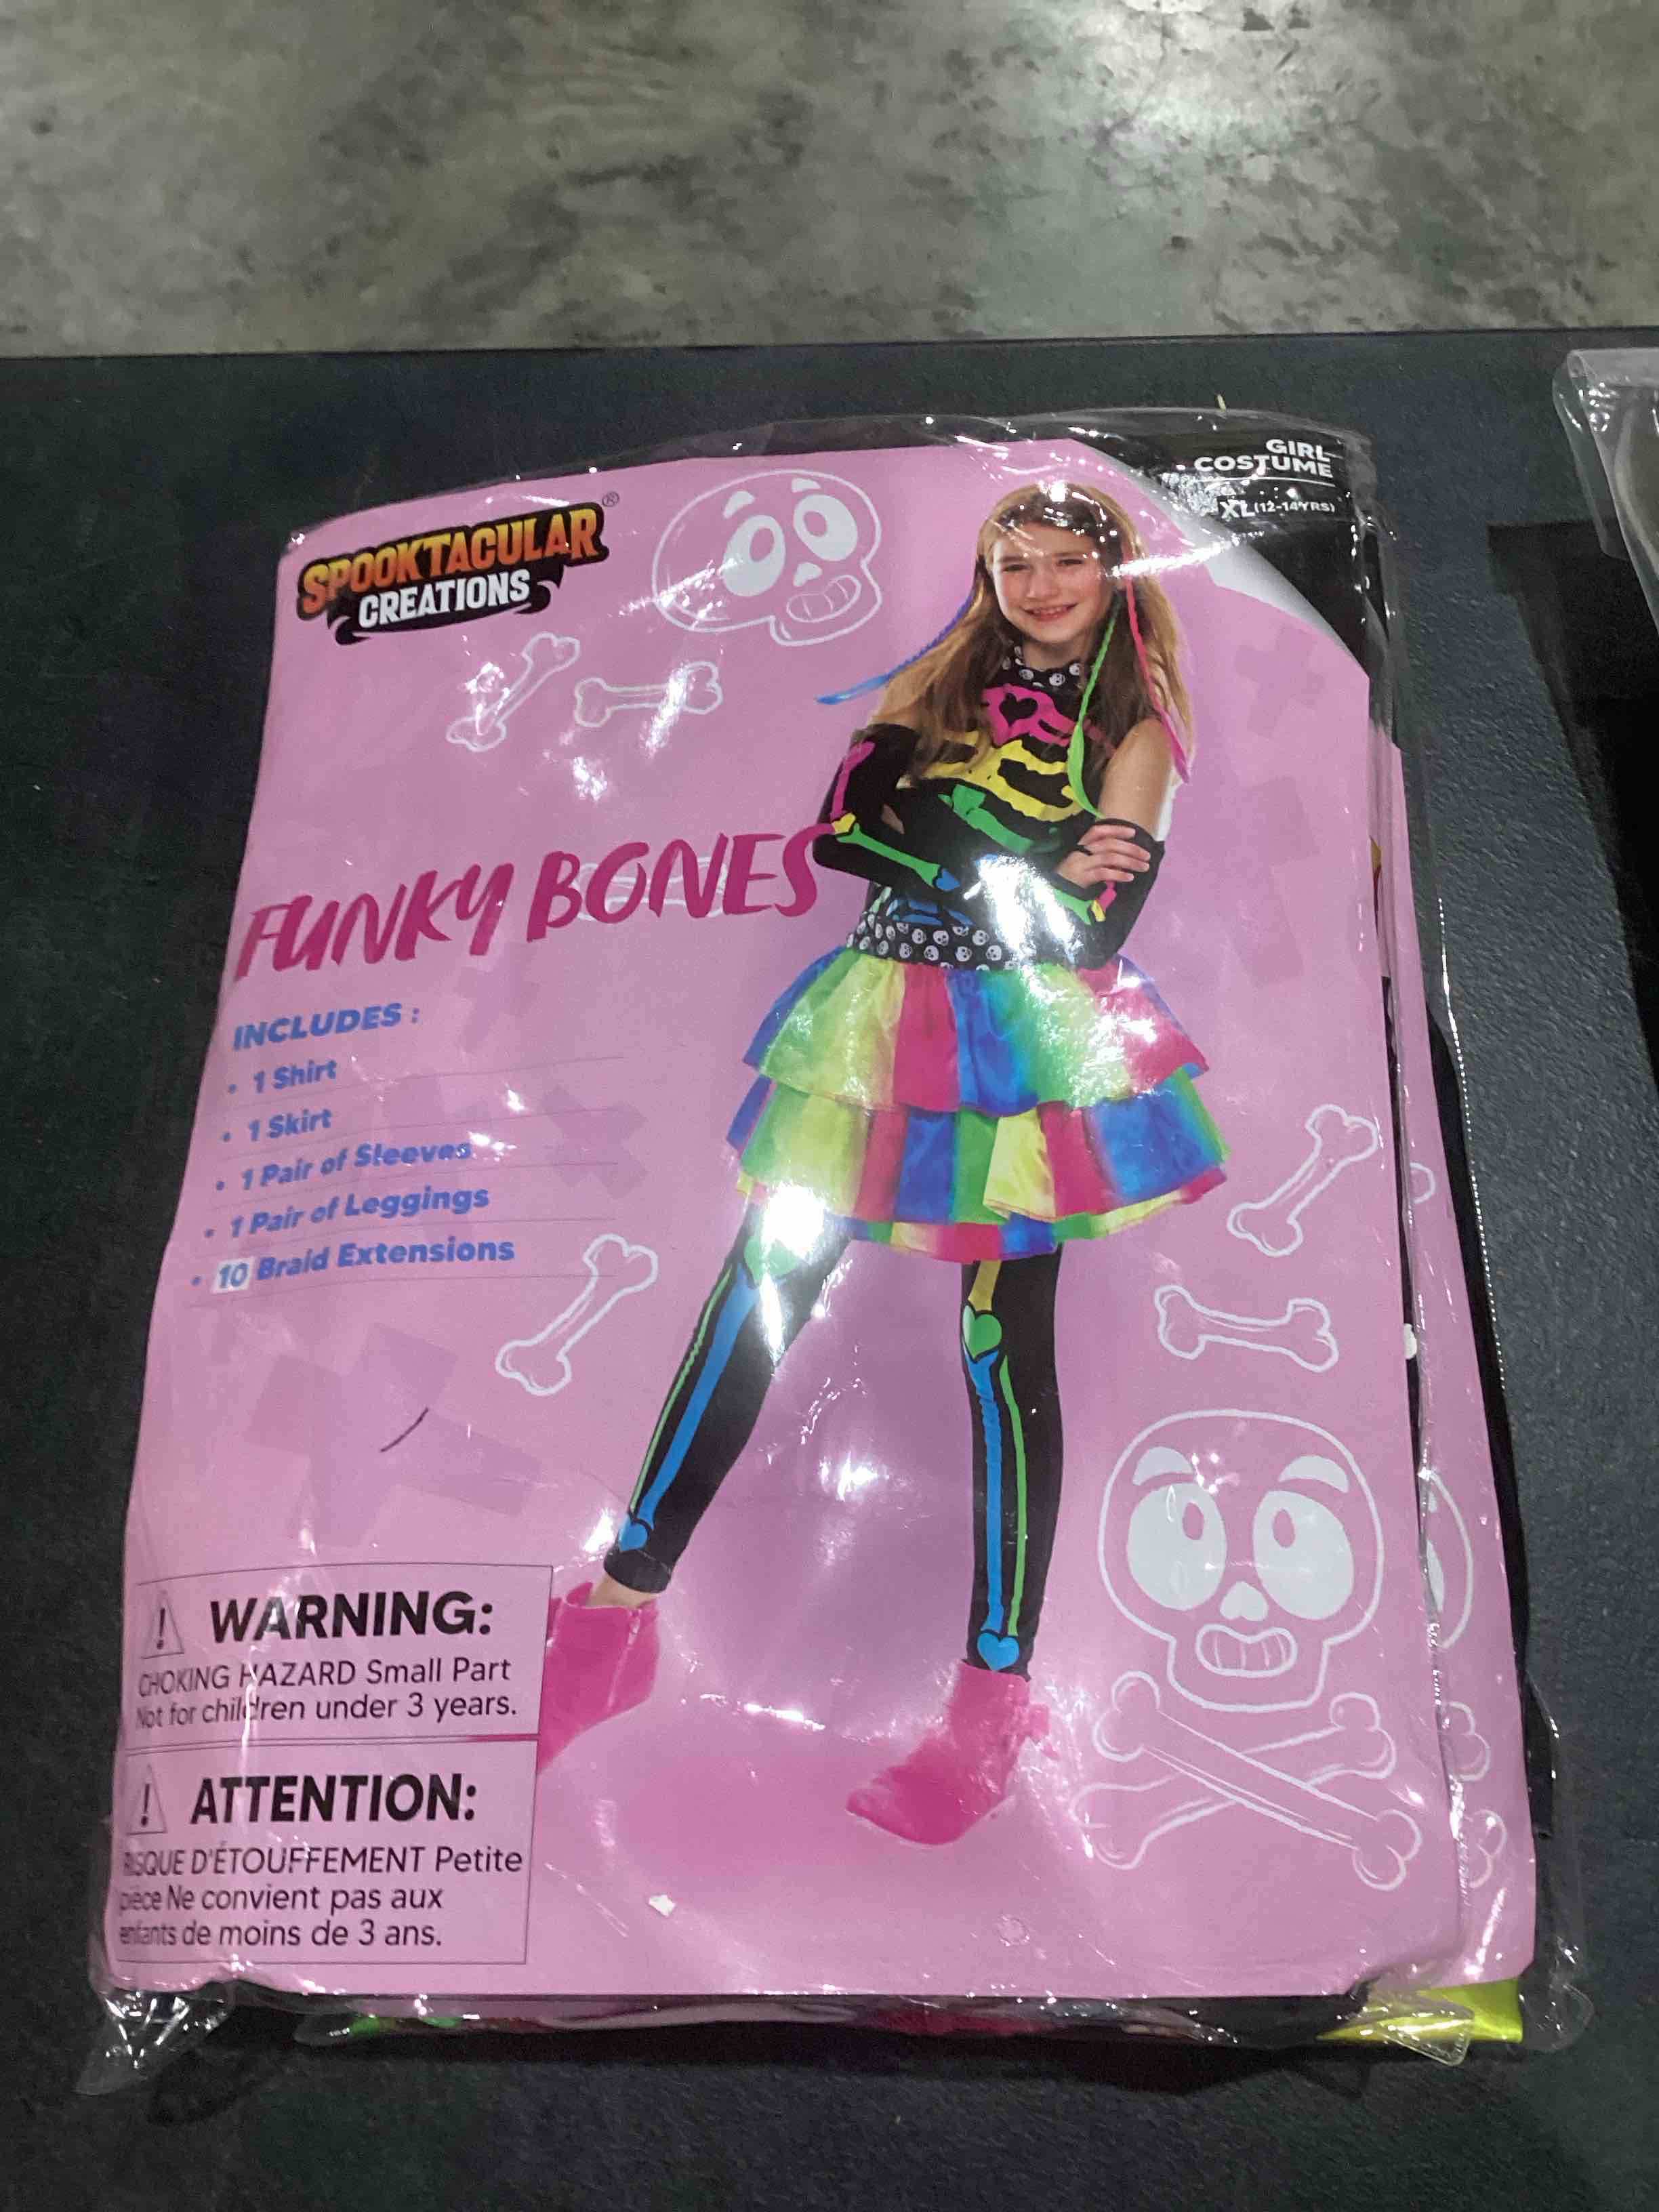 GIRL
COSTUME
XL (12-14YRS)
SPOOKTACULAR®
CREATIONS
FUNKY BONES
INCLUDES :
• 1 Shirt
• 1 Skirt
• 1 Pair of Sleeves
• 1 Pair of Leggings
• 10 Braid Extensions
WARNING:
CHOKING HAZARD Small Part
Not for children under 3 years.
ATTENTION:
RISQUE D'ÉTOUFFEMENT Petite
pièce Ne convient pas aux
enfants de moins de 3 ans.